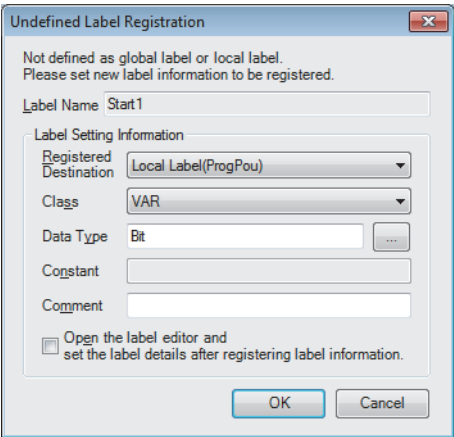 Undefined Label Registration
Not defined as global label or local label.
Please set new label information to be registered.
Label Name Start1
Label Setting Information
Registered
Destination Local Label(ProgPou)
Class VAR
Data Type Bit ...
Constant
Comment
Open the label editor and
set the label details after registering label information.
OK Cancel